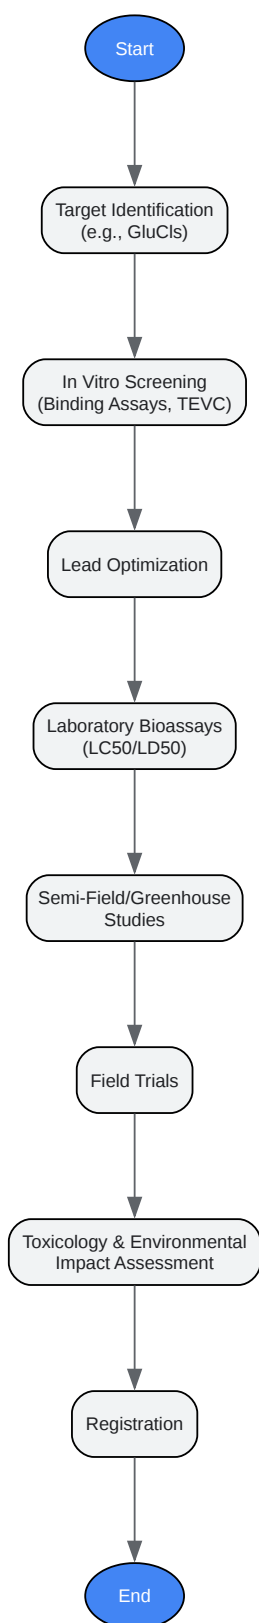 Start
Target Identification
(e.g., GluCls)
In Vitro Screening
(Binding Assays, TEVC)
Lead Optimization
Laboratory Bioassays
(LC50/LD50)
Semi-Field/Greenhouse
Studies
Field Trials
Toxicology & Environmental
Impact Assessment
Registration
End